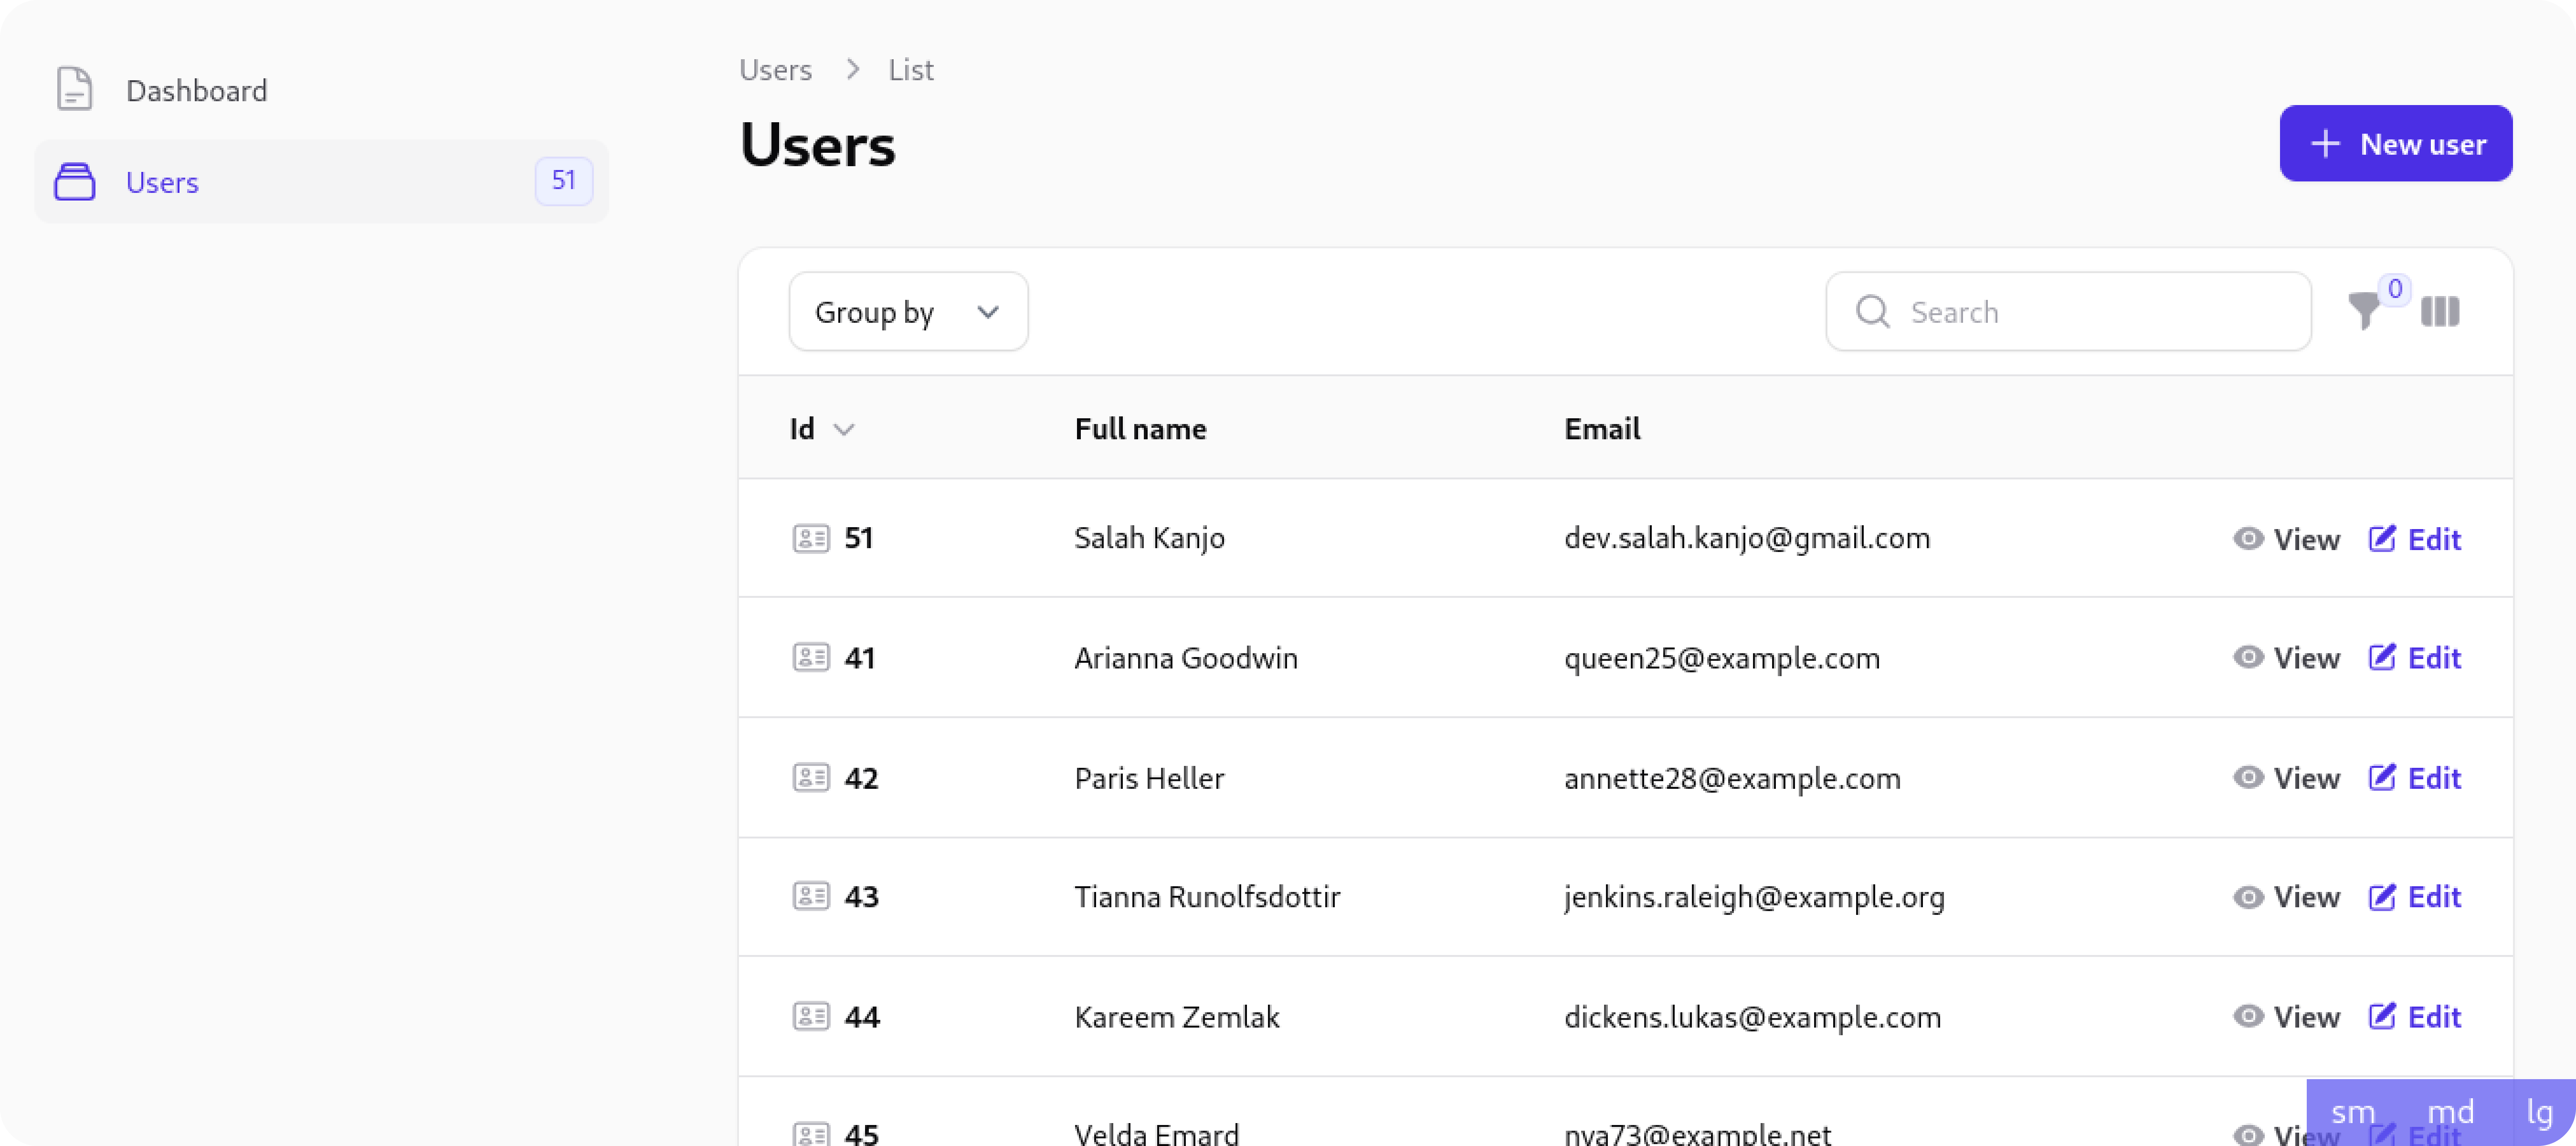 Dashboard
Users 51
Users > List
Users
New user
Group by
Search
0
Id Full name Email
51 Salah Kanjo dev.salah.kanjo@gmail.com View Edit
41 Arianna Goodwin queen25@example.com View Edit
42 Paris Heller annette28@example.com View Edit
43 Tianna Runolfsdottir jenkins.raleigh@example.org View Edit
44 Kareem Zemlak dickens.lukas@example.com View Edit
45 Velda Emard nya73@example.net View Edit
sm md lg